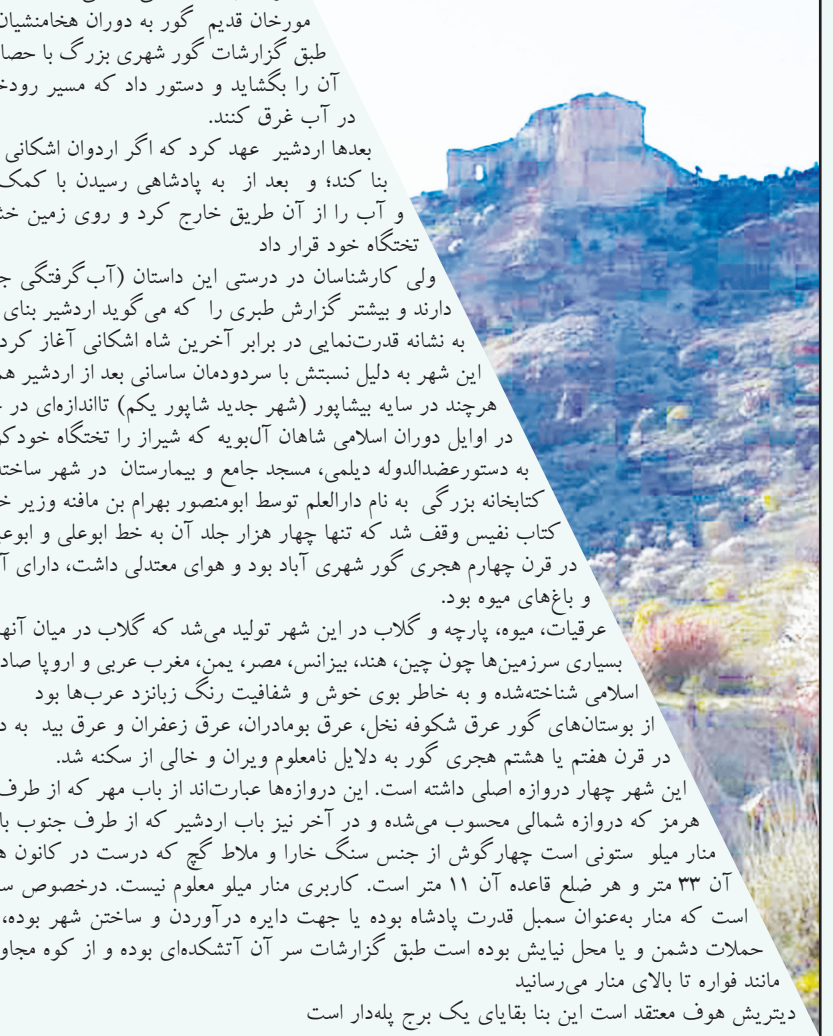 مورخان قدیم گور به دوران هخامنشیان
طبق گزارشات گور شهری بزرگ با حصا
آن را بگشاید و دستور داد که مسیر رودخ
در آب غرق کنند.
بعدها اردشیر عهد کرد که اگر اردوان اشکانی
بنا کند؛ و بعد از به پادشاهی رسیدن با کمک
و آب را از آن طریق خارج کرد و روی زمین خش
تختگاه خود قرار داد
ولی کارشناسان در درستی این داستان (آب‌گرفتگی ج
دارند و بیشتر گزارش طبری را که می‌گوید اردشیر بنای
به نشانه قدرت‌نمایی در برابر آخرین شاه اشکانی آغاز کرد
این شهر به دلیل نسبتش با سردودمان ساسانی بعد از اردشیر هم
هرچند در سایه بیشاپور (شهر جدید شاپور یکم) تااندازه‌ای در
در اوایل دوران اسلامی شاهان آل‌بویه که شیراز را تختگاه خودکر
به دستورعضدالدوله دیلمی، مسجد جامع و بیمارستان در شهر ساخته
کتابخانه بزرگی به نام دارالعلم توسط ابومنصور بهرام بن مافنه وزیر خ
کتاب نفیس وقف شد که تنها چهار هزار جلد آن به خط ابوعلی و ابوع
در قرن چهارم هجری گور شهری آباد بود و هوای معتدلی داشت، دارای آ
و باغ‌های میوه بود.
عرقیات، میوه، پارچه و گلاب در این شهر تولید می‌شد که گلاب در میان آنه
بسیاری سرزمین‌ها چون چین، هند، بیزانس، مصر، یمن، مغرب عربی و اروپا صاد
اسلامی شناخته‌شده و به خاطر بوی خوش و شفافیت رنگ زبانزد عرب‌ها بود
از بوستان‌های گور عرق شکوفه نخل، عرق بومادران، عرق زعفران و عرق بید به د
در قرن هفتم یا هشتم هجری گور به دلایل نامعلوم ویران و خالی از سکنه شد.
این شهر چهار دروازه اصلی داشته است. این دروازه‌ها عبارت‌اند از باب مهر که از طرف
هرمز که دروازه شمالی محسوب می‌شده و در آخر نیز باب اردشیر که از طرف جنوب با
منار میلو ستونی است چهارگوش از جنس سنگ خارا و ملاط گچ که درست در کانون ه
آن ۳۳ متر و هر ضلع قاعده آن ۱۱ متر است. کاربری منار میلو معلوم نیست. درخصوص س
است که منار به‌عنوان سمبل قدرت پادشاه بوده یا جهت دایره درآوردن و ساختن شهر بوده،
حملات دشمن و یا محل نیایش بوده است طبق گزارشات سر آن آتشکده‌ای بوده و از کوه مجاو
مانند فواره تا بالای منار می‌رسانید
دیتریش هوف معتقد است این بنا بقایای یک برج پله‌دار است